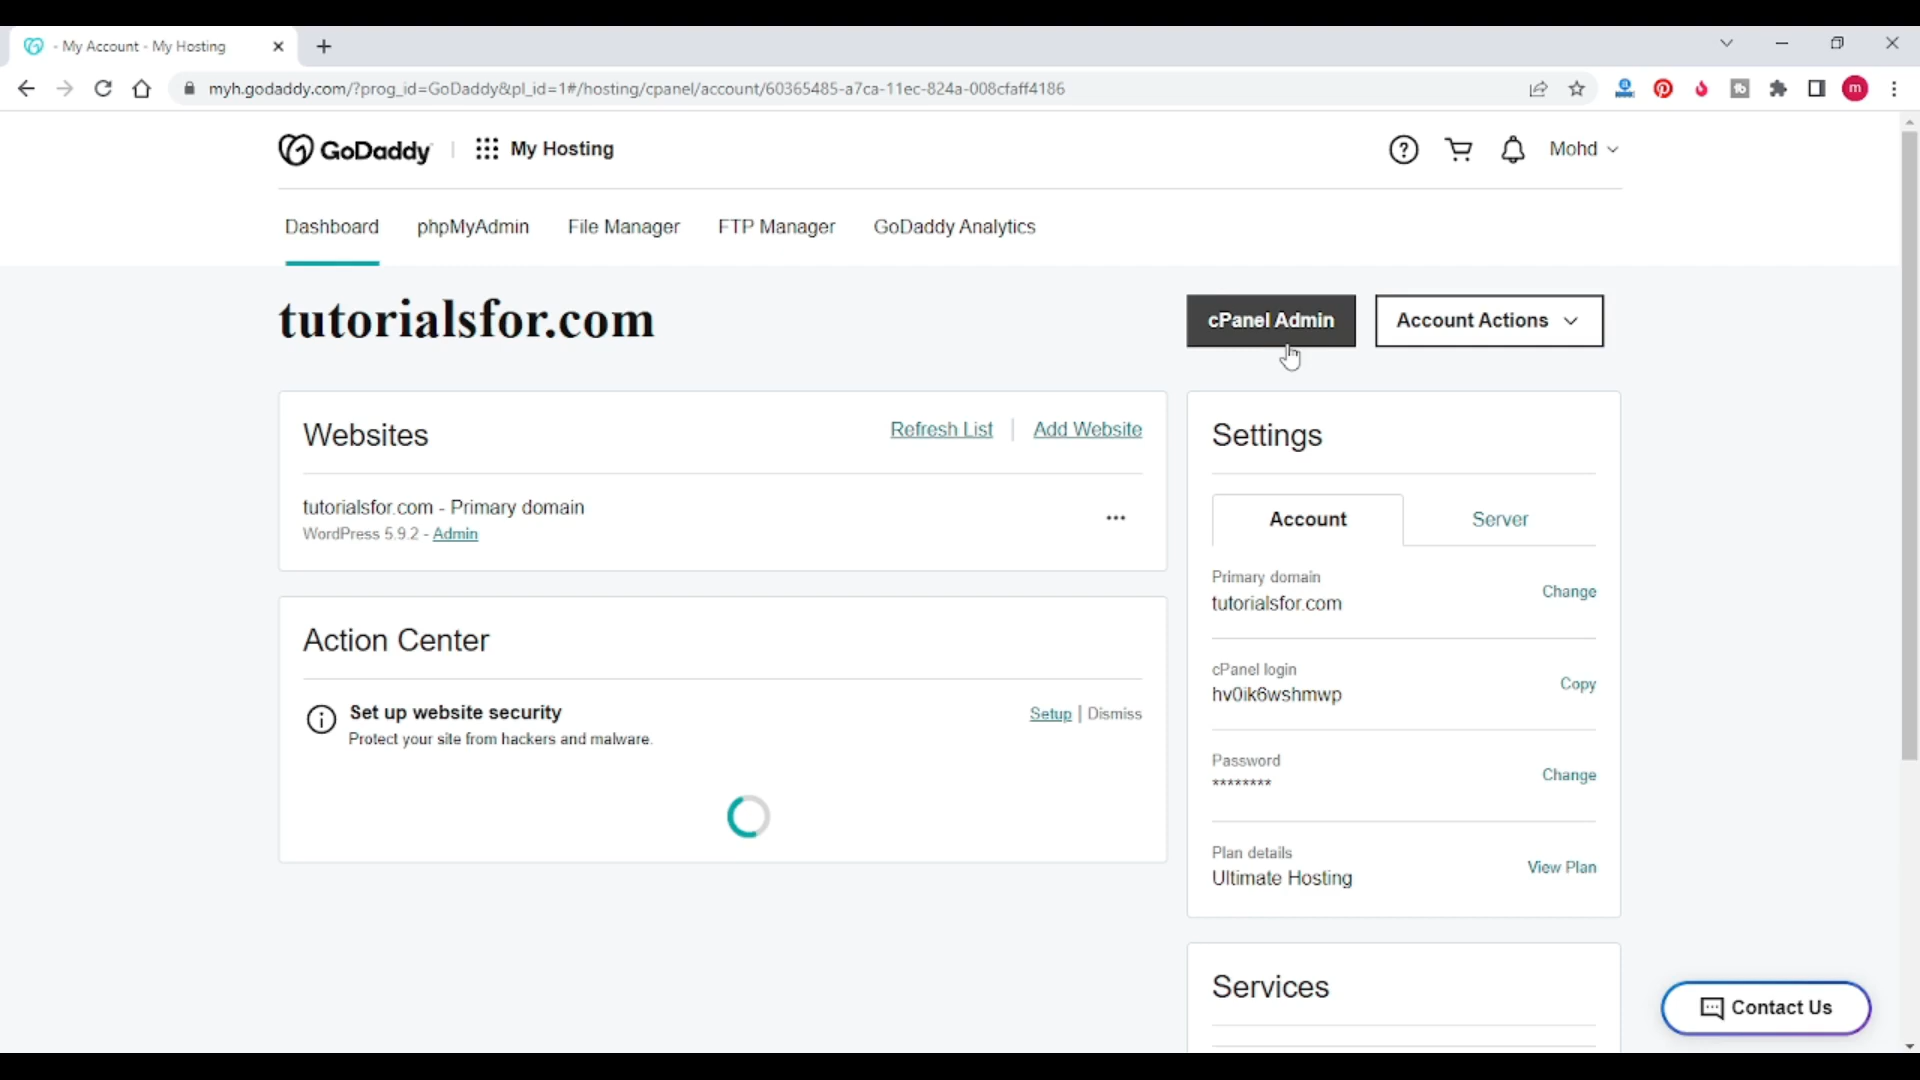 - My Account - My Hosting
myh.godaddy.com/?prog_id=GoDaddy&pl_id=1#/hosting/cpanel/account/60365485-a7ca-11ec-824a-008cfaff4186
m
GoDaddy
My Hosting
Mohd
Dashboard
phpMyAdmin
File Manager
FTP Manager
GoDaddy Analytics
tutorialsfor.com
cPanel Admin
Account Actions
Websites
Refresh List
Add Website
tutorialsfor.com - Primary domain
WordPress 5.9.2 - Admin
Action Center
Set up website security
Protect your site from hackers and malware.
Setup | Dismiss
Settings
Account
Server
Primary domain
tutorialsfor.com
Change
cPanel login
hv0ik6wshmwp
Copy
Password
********
Change
Plan details
Ultimate Hosting
View Plan
Services
Contact Us